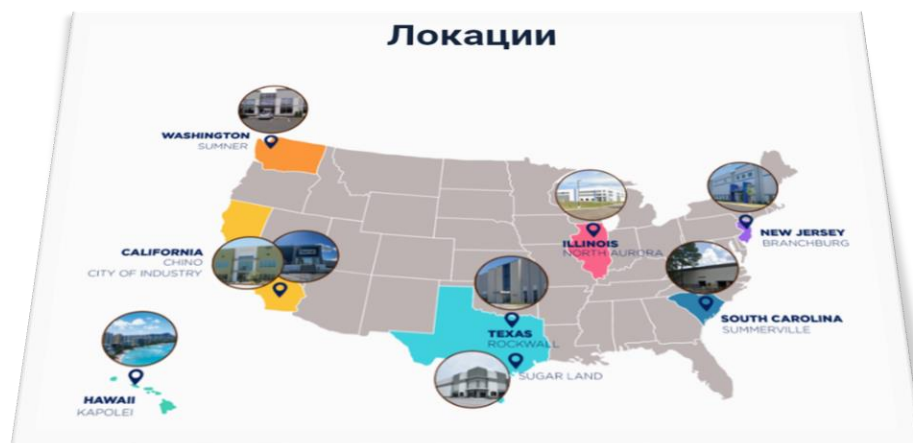 Локации
WASHINGTON
SUMNER
ILLINOIS
NORTH AURORA
NEW JERSEY
BRANCHBURG
CALIFORNIA
CHINO
CITY OF INDUSTRY
SOUTH CAROLINA
SUMMERVILLE
TEXAS
ROCKWALL
SUGAR LAND
HAWAII
KAPOLEI